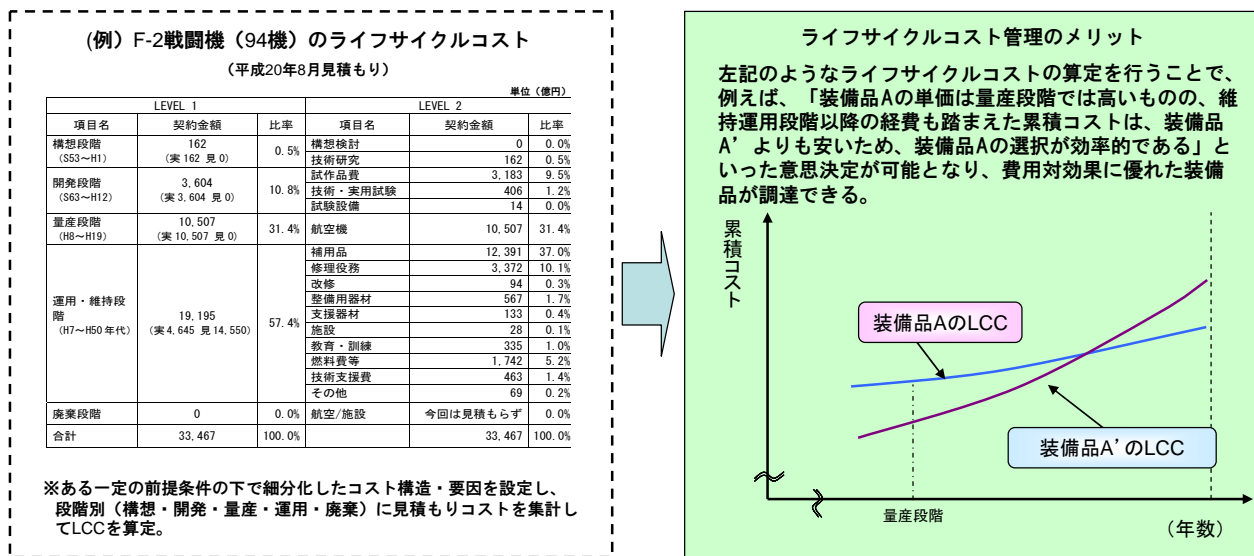 (例）F-2戦闘機（94機）のライフサイクルコスト
（平成20年8月見積もり）
単位（億円）
LEVEL 1 LEVEL 2
項目名 契約金額 比率 項目名 契約金額 比率
構想段階 (S53～H1) 162 (実 162 見 0) 0.5% 構想検討 0 0.0%
技術研究 162 0.5%
開発段階 (S63～H12) 3,604 (実 3,604 見 0) 10.8% 試作品費 3,183 9.5%
技術・実用試験 406 1.2%
試験設備 14 0.0%
量産段階 (H8～H19) 10,507 (実 10,507 見 0) 31.4% 航空機 10,507 31.4%
運用・維持段階 (H7～H50年代) 19,195 (実 4,645 見 14,550) 57.4% 補用品 12,391 37.0%
修理役務 3,372 10.1%
改修 94 0.3%
整備用器材 567 1.7%
支援器材 133 0.4%
施設 28 0.1%
教育・訓練 335 1.0%
燃料費等 1,742 5.2%
技術支援費 463 1.4%
その他 69 0.2%
廃棄段階 0 0.0% 航空/施設 今回は見積もらず 0.0%
合計 33,467 100.0% 33,467 100.0%
※ある一定の前提条件の下で細分化したコスト構造・要因を設定し、
段階別（構想・開発・量産・運用・廃棄）に見積もりコストを集計し
てLCCを算定。
ライフサイクルコスト管理のメリット
左記のようなライフサイクルコストの算定を行うことで、
例えば、「装備品Aの単価は量産段階では高いものの、維
持運用段階以降の経費も踏まえた累積コストは、装備品
A’よりも安いため、装備品Aの選択が効率的である」と
いった意思決定が可能となり、費用対効果に優れた装備
品が調達できる。
累積コスト
装備品AのLCC
装備品A’のLCC
量産段階
（年数）